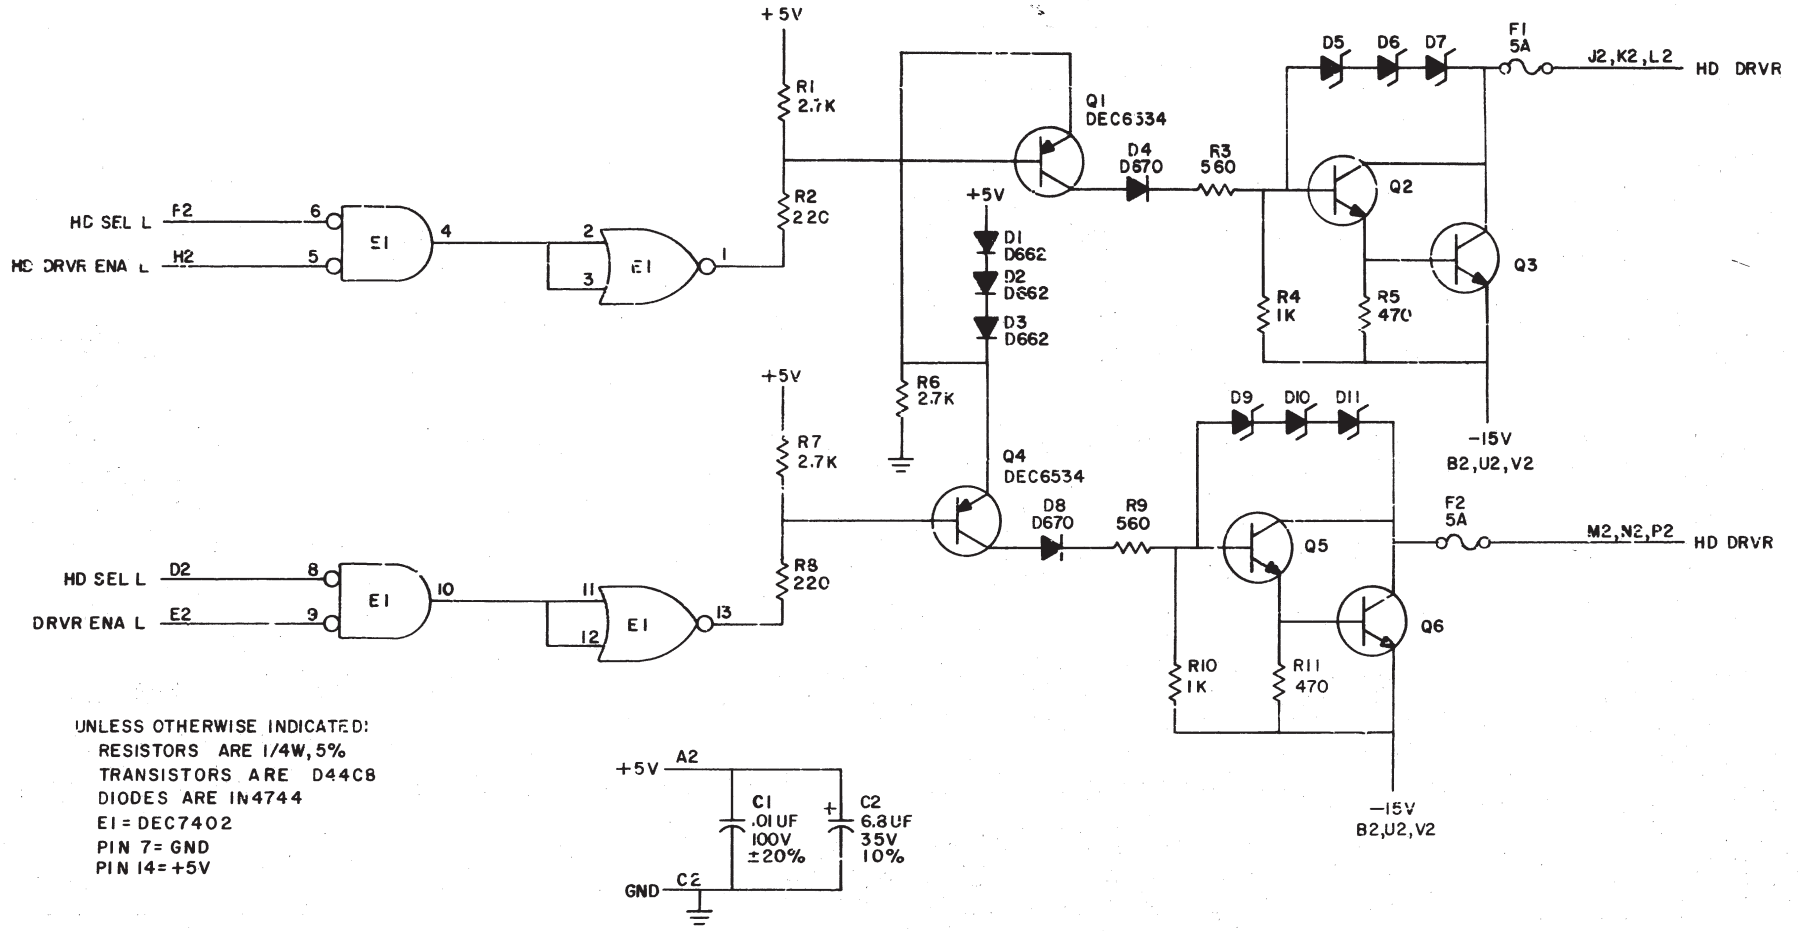 +5V
R1
2.7K
Q1
DEC6534
D4
D670
R3
560
D5 D6 D7
F1
5A
J2,K2,L2
HD DRVR
Q2
Q3
R4
1K
R5
470
-15V
B2,U2,V2
HD SEL L F2 6
HD DRVR ENA L H2 5
E1
4
2
3
E1
1
R2
220
+5V
D1
D662
D2
D662
D3
D662
R6
2.7K
+5V
R7
2.7K
Q4
DEC6534
D8
D670
R9
560
D9 D10 D11
F2
5A
M2,N2,P2
HD DRVR
Q5
Q6
R10
1K
R11
470
-15V
B2,U2,V2
HD SEL L D2 8
DRVR ENA L E2 9
E1
10
11
12
E1
13
R8
220
UNLESS OTHERWISE INDICATED:
RESISTORS ARE 1/4W,5%
TRANSISTORS ARE D44C8
DIODES ARE IN4744
E1=DEC7402
PIN 7=GND
PIN 14=+5V
+5V A2
C1
.01UF
100V
±20%
+
C2
6.8UF
35V
10%
GND C2